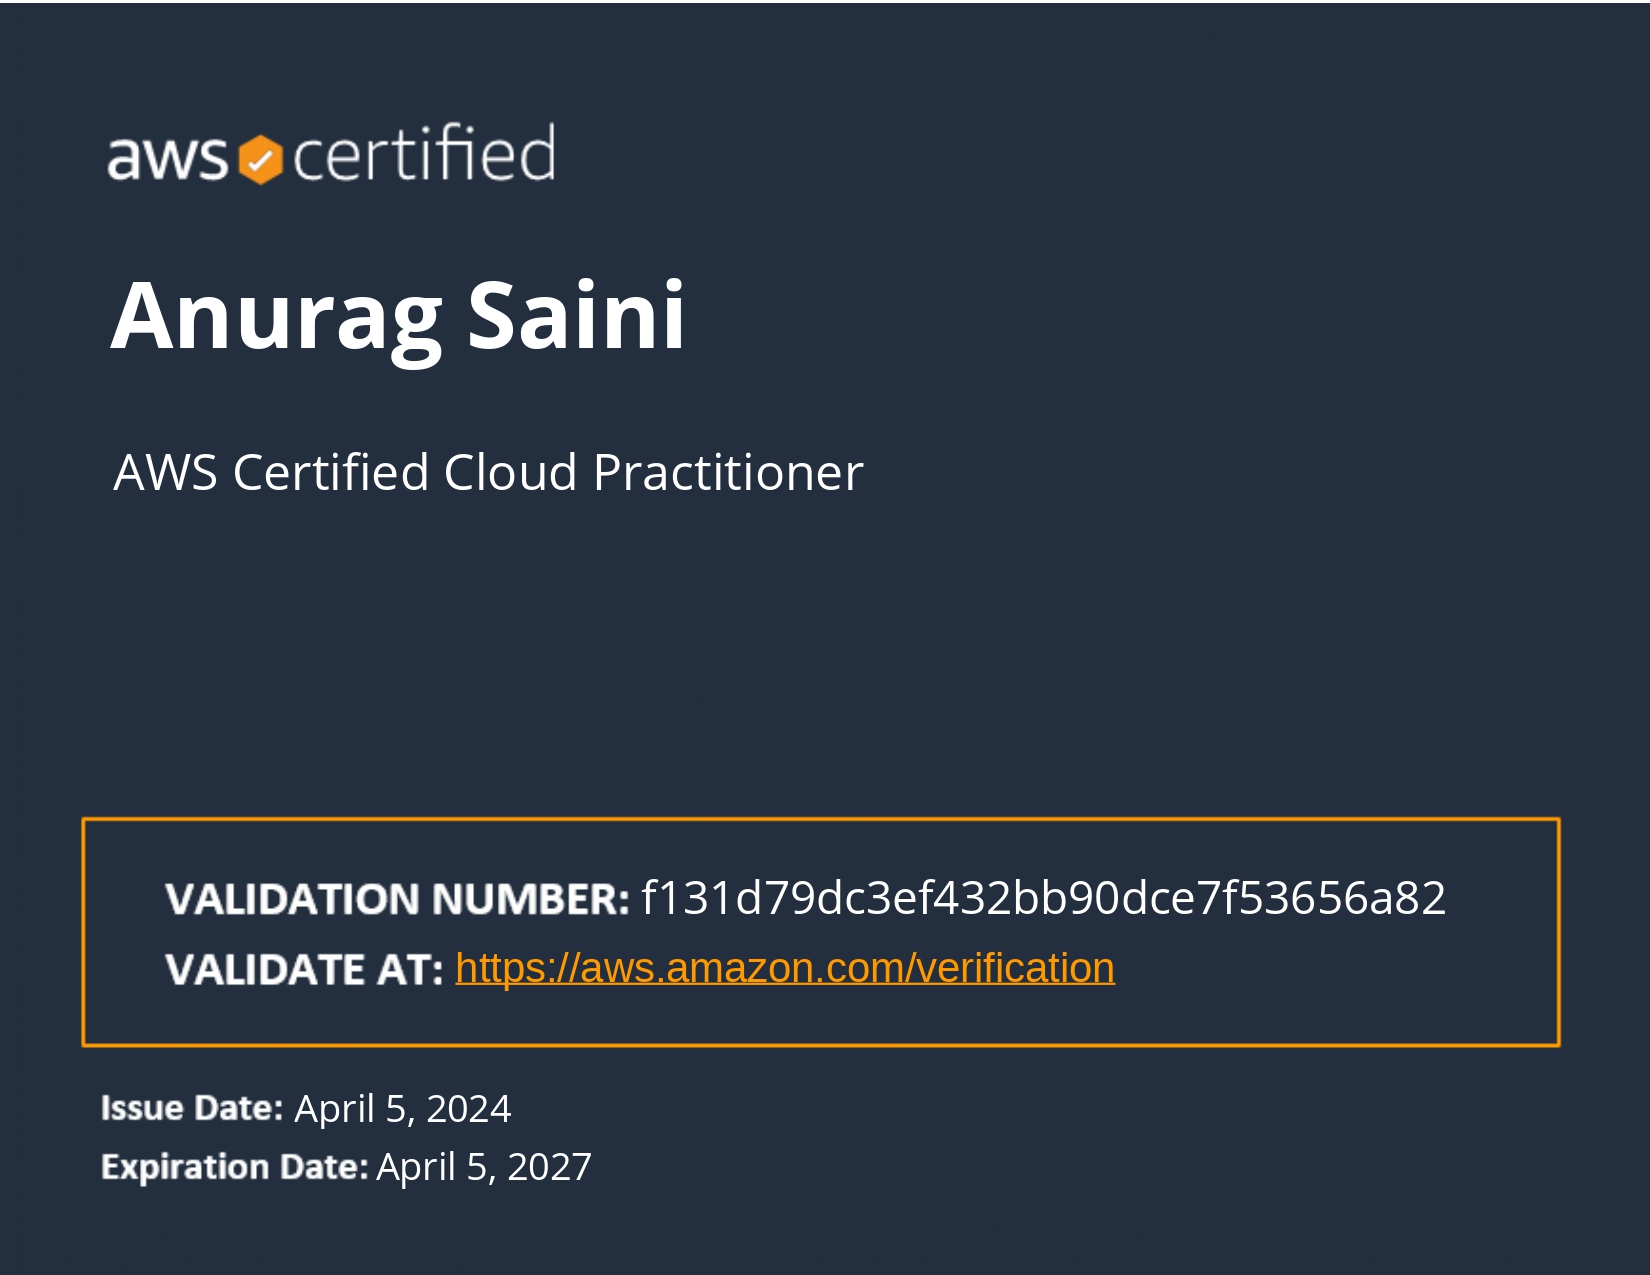 aws certified
Anurag Saini
AWS Certified Cloud Practitioner
VALIDATION NUMBER: f131d79dc3ef432bb90dce7f53656a82
VALIDATE AT: https://aws.amazon.com/verification
Issue Date: April 5, 2024
Expiration Date: April 5, 2027